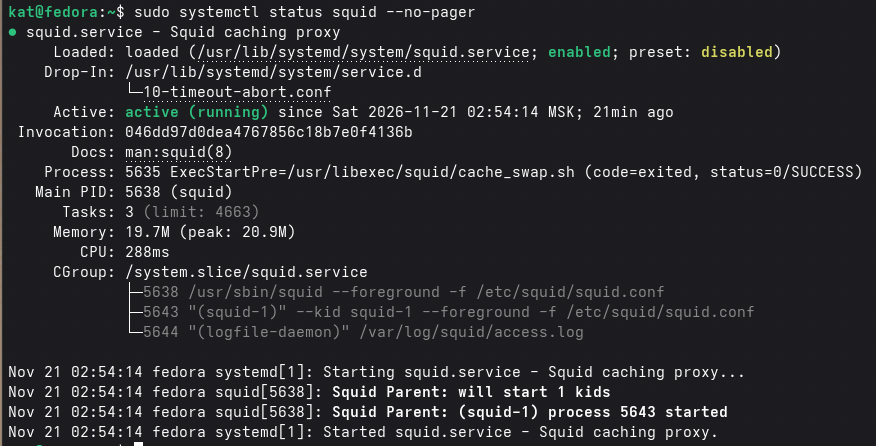 kat@fedora:~$ sudo systemctl status squid --no-pager
● squid.service - Squid caching proxy
     Loaded: loaded (/usr/lib/systemd/system/squid.service; enabled; preset: disabled)
    Drop-In: /usr/lib/systemd/system/service.d
             └─10-timeout-abort.conf
     Active: active (running) since Sat 2026-11-21 02:54:14 MSK; 21min ago
 Invocation: 046dd97d0dea4767856c18b7e0f4136b
       Docs: man:squid(8)
    Process: 5635 ExecStartPre=/usr/libexec/squid/cache_swap.sh (code=exited, status=0/SUCCESS)
   Main PID: 5638 (squid)
      Tasks: 3 (limit: 4663)
     Memory: 19.7M (peak: 20.9M)
        CPU: 288ms
     CGroup: /system.slice/squid.service
             ├─5638 /usr/sbin/squid --foreground -f /etc/squid/squid.conf
             ├─5643 "(squid-1)" --kid squid-1 --foreground -f /etc/squid/squid.conf
             └─5644 "(logfile-daemon)" /var/log/squid/access.log

Nov 21 02:54:14 fedora systemd[1]: Starting squid.service - Squid caching proxy...
Nov 21 02:54:14 fedora squid[5638]: Squid Parent: will start 1 kids
Nov 21 02:54:14 fedora squid[5638]: Squid Parent: (squid-1) process 5643 started
Nov 21 02:54:14 fedora systemd[1]: Started squid.service - Squid caching proxy.